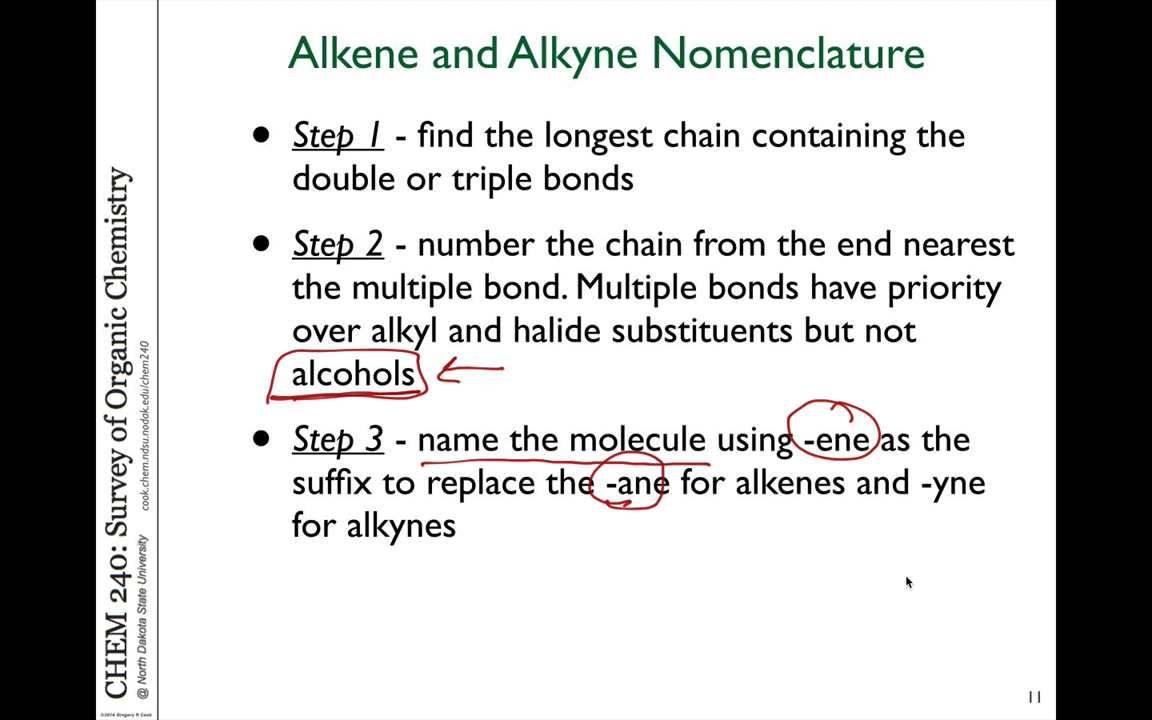 Alkene and Alkyne Nomenclature
• Step 1 - find the longest chain containing the
double or triple bonds
• Step 2 - number the chain from the end nearest
the multiple bond. Multiple bonds have priority
over alkyl and halide substituents but not
alcohols
• Step 3 - name the molecule using -ene as the
suffix to replace the -ane for alkenes and -yne
for alkynes
CHEM 240: Survey of Organic Chemistry
@ North Dakota State University
cook.chem.ndsu.nodak.edu/chem240
©2016 Gregory R Cook
11